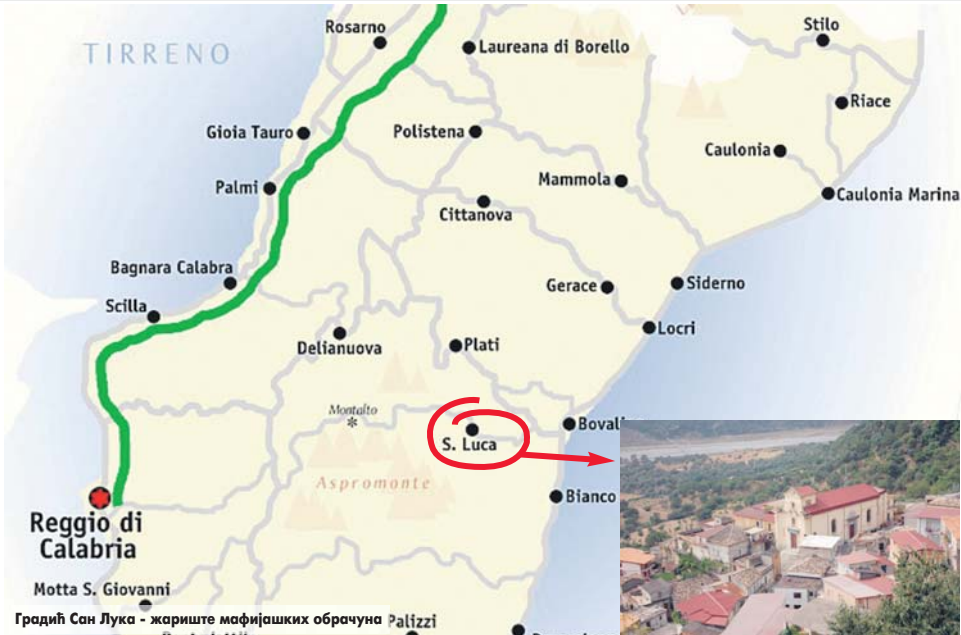 TIRRENO
Rosarno
Laureana di Borello
Stilo
Riace
Gioia Tauro
Polistena
Caulonia
Palmi
Mammola
Caulonia Marina
Cittanova
Bagnara Calabra
Gerace
Siderno
Scilla
Locri
Delianuova
Plati
Montalto
*
S. Luca
Aspromonte
Bianco
Reggio di
Calabria
Motta S. Giovanni
Градић Сан Лука - жариште мафијашких обрачуна